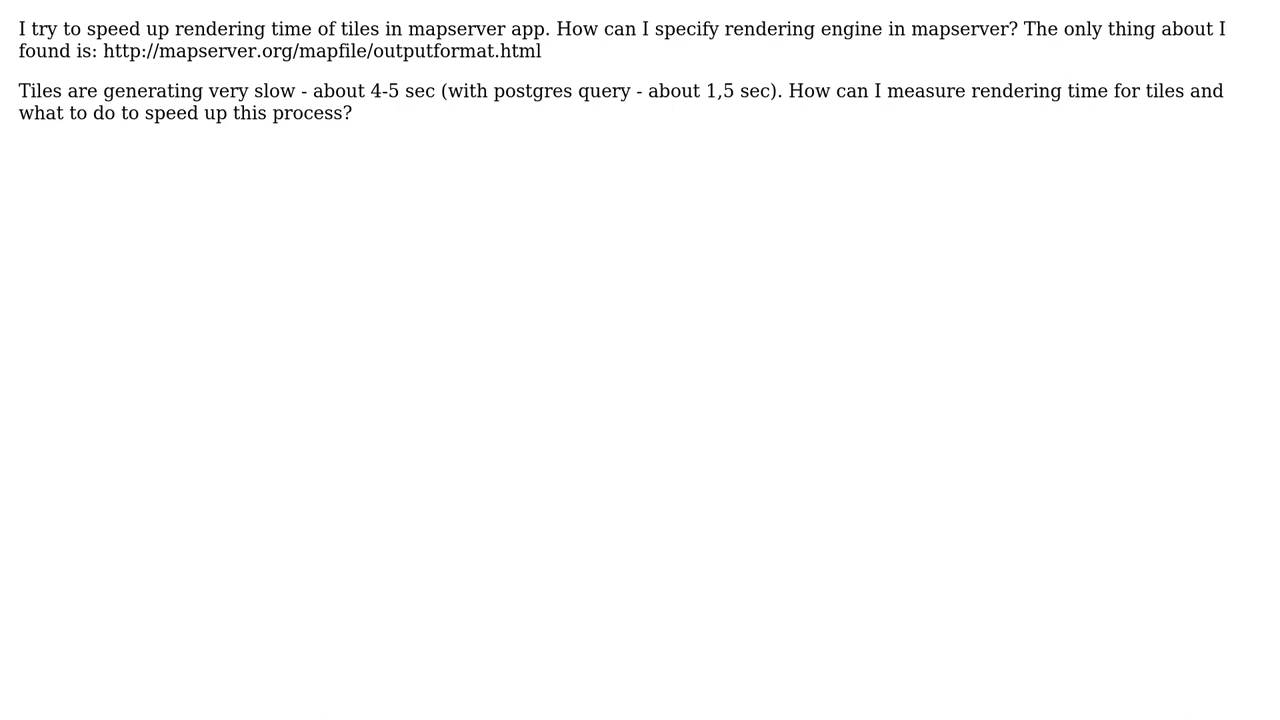 I try to speed up rendering time of tiles in mapserver app. How can I specify rendering engine in mapserver? The only thing about I
found is: http://mapserver.org/mapfile/outputformat.html
Tiles are generating very slow - about 4-5 sec (with postgres query - about 1,5 sec). How can I measure rendering time for tiles and
what to do to speed up this process?